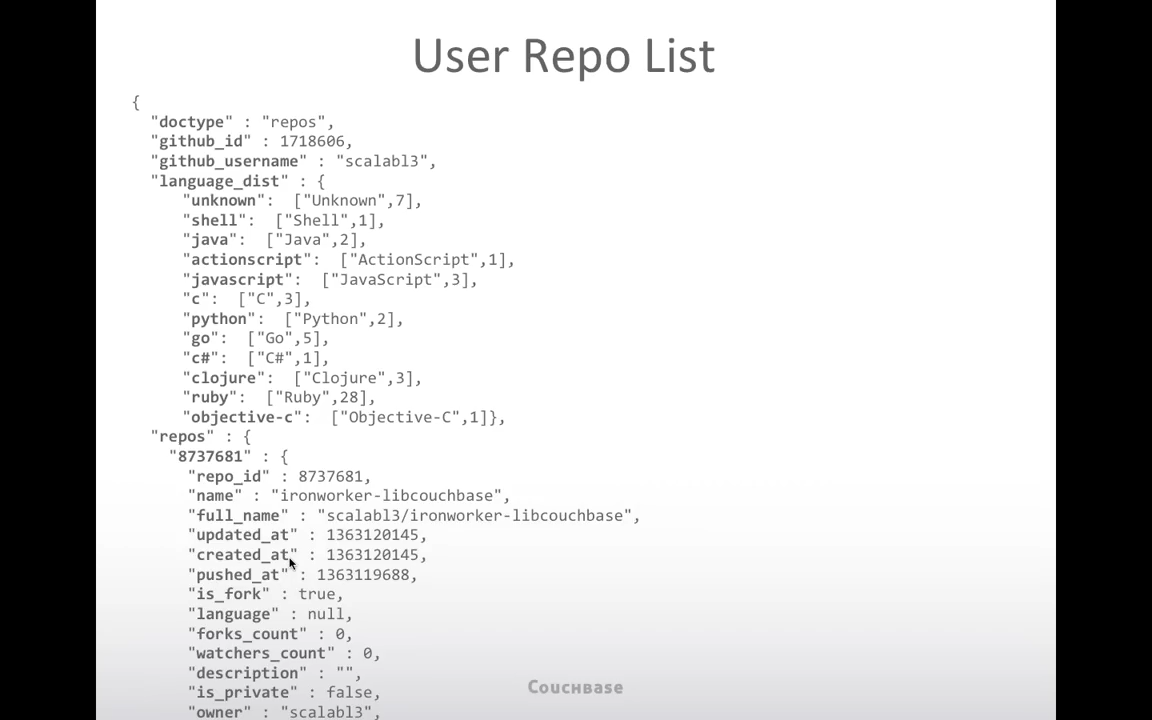 User Repo List
{
"doctype" : "repos",
"github_id" : 1718606,
"github_username" : "scalabl3",
"language_dist" : {
"unknown":  ["Unknown",7],
"shell":  ["Shell",1],
"java":  ["Java",2],
"actionscript":  ["ActionScript",1],
"javascript":  ["JavaScript",3],
"c":  ["C",3],
"python":  ["Python",2],
"go":  ["Go",5],
"c#":  ["C#",1],
"clojure":  ["Clojure",3],
"ruby":  ["Ruby",28],
"objective-c":  ["Objective-C",1]},
"repos" : {
"8737681" : {
"repo_id" : 8737681,
"name" : "ironworker-libcouchbase",
"full_name" : "scalabl3/ironworker-libcouchbase",
"updated_at" : 1363120145,
"created_at" : 1363120145,
"pushed_at" : 1363119688,
"is_fork" : true,
"language" : null,
"forks_count" : 0,
"watchers_count" : 0,
"description" : "",
"is_private" : false,
"owner" : "scalabl3",
Couchbase